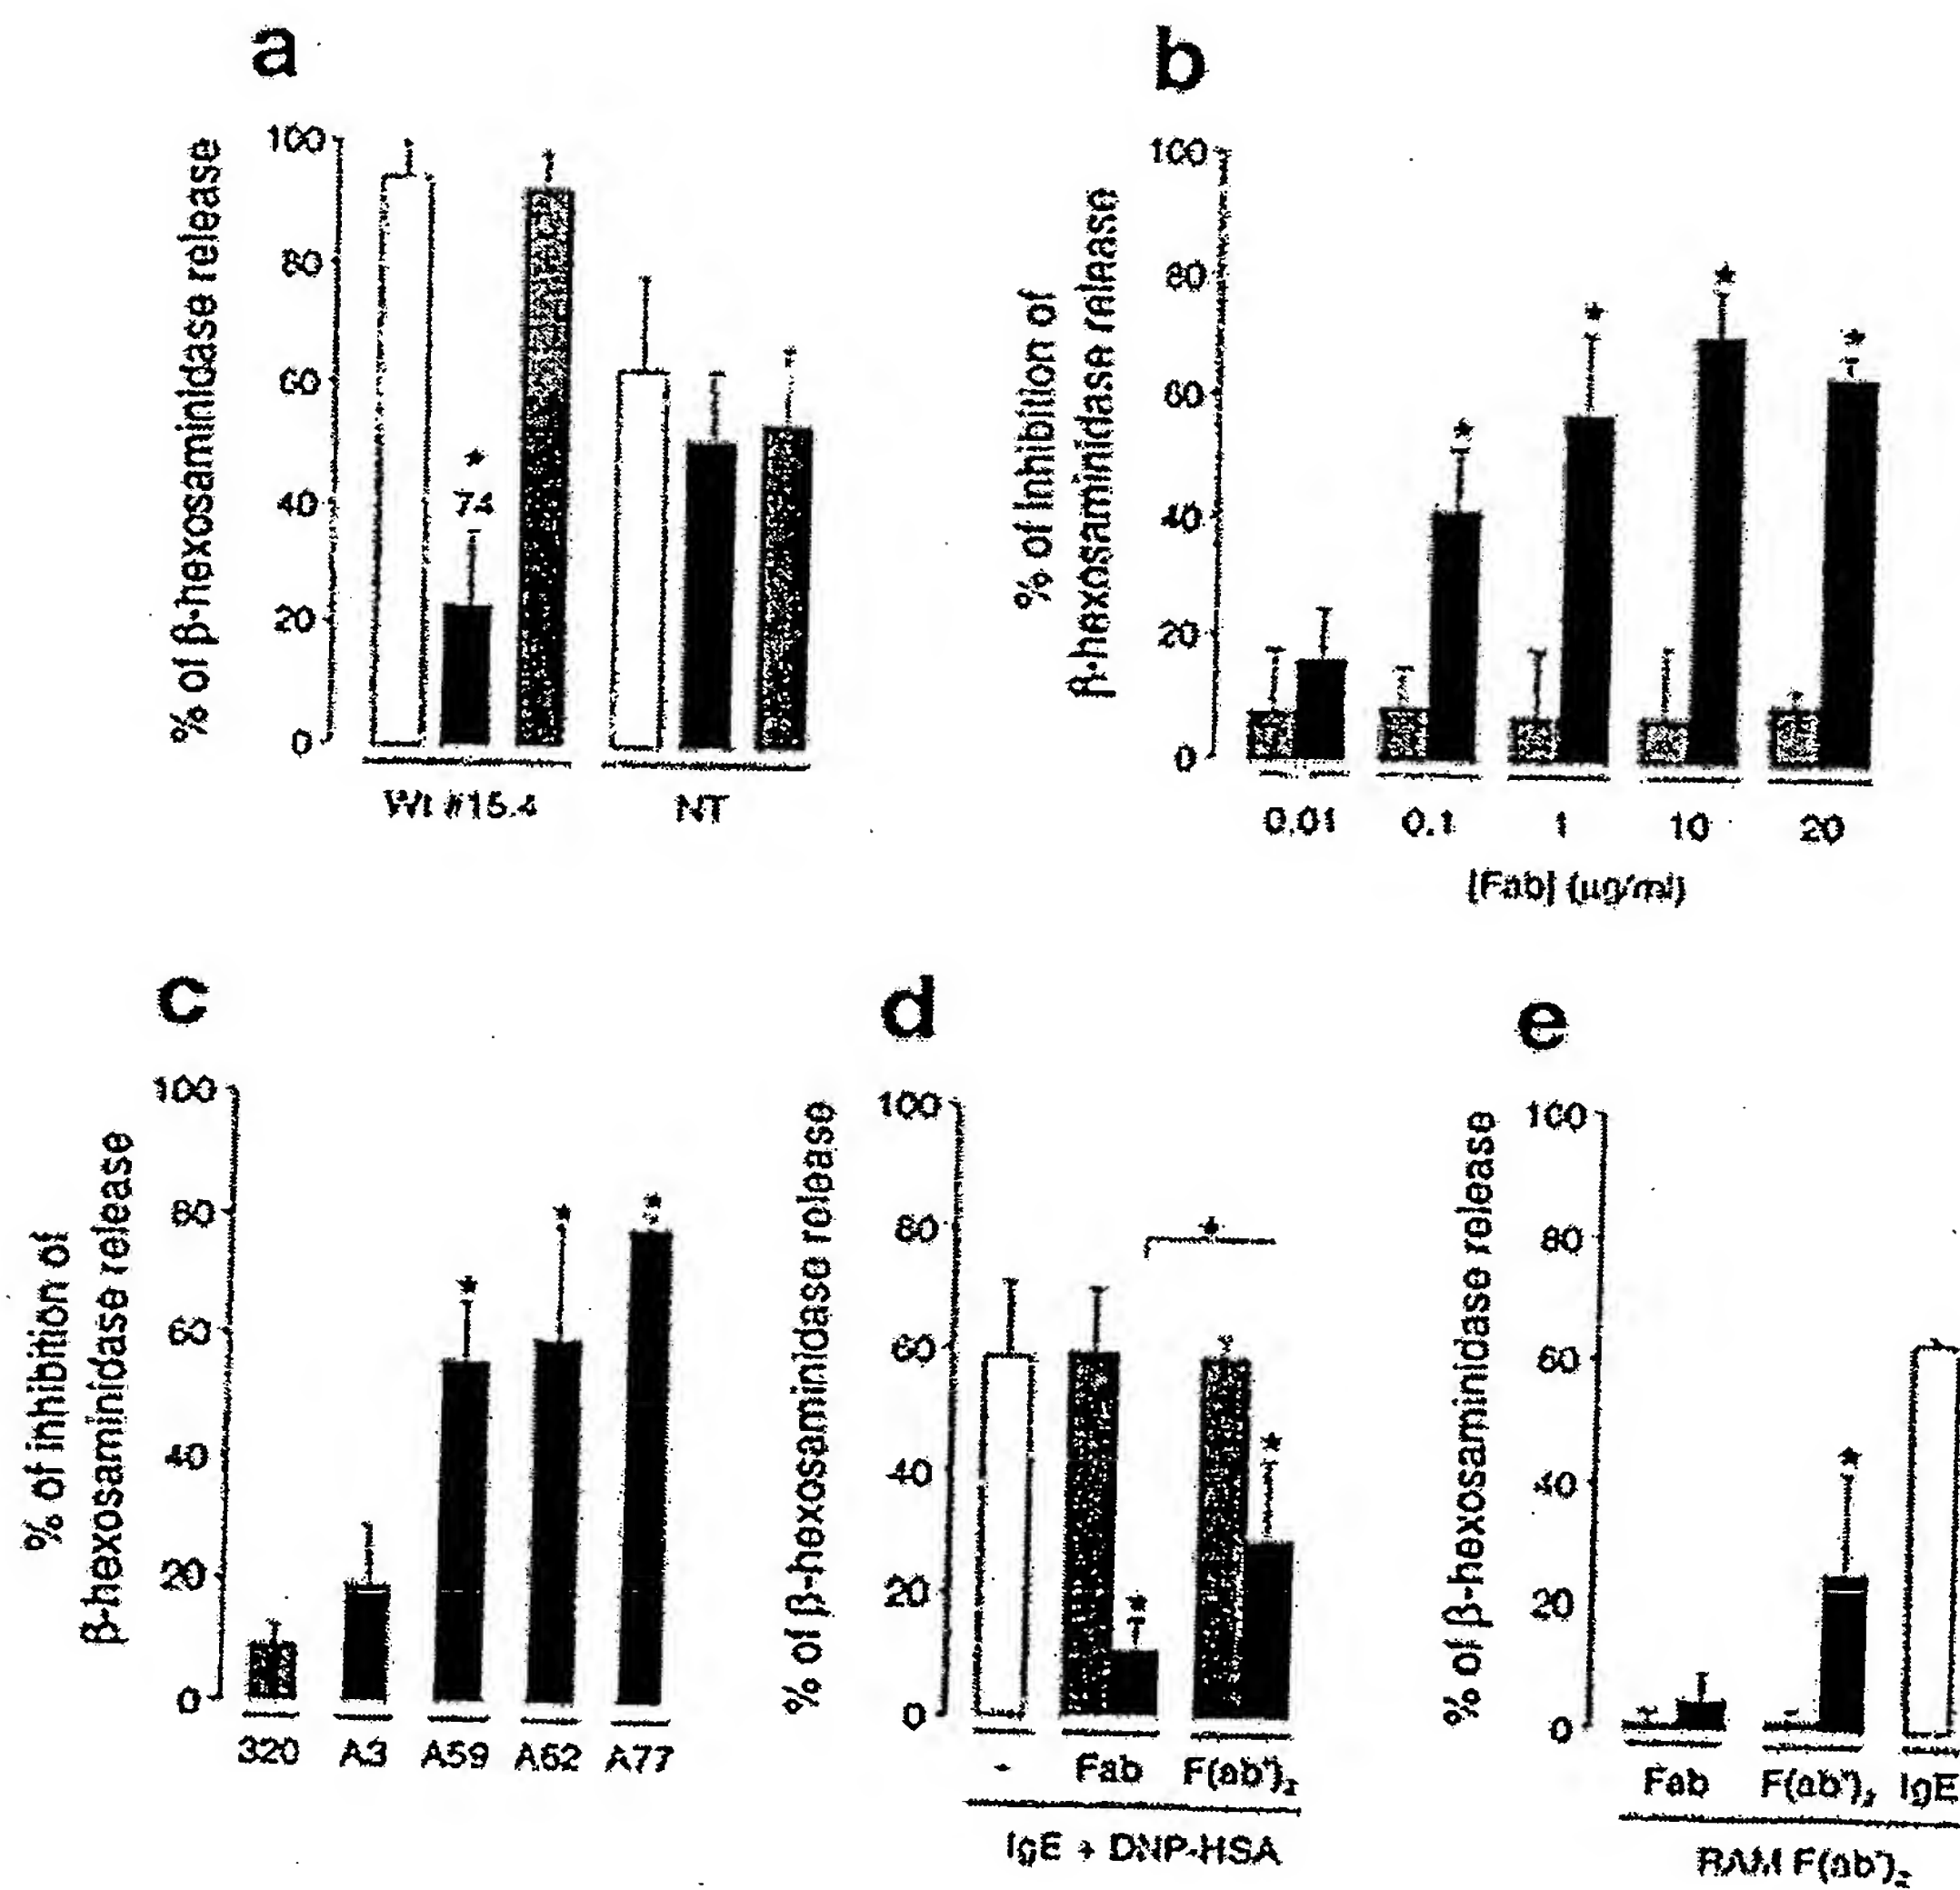 a
% of β-hexosaminidase release
100
80
60
40
20
0
*
74
Wt #15.4
NT
b
% of Inhibition of
β-hexosaminidase release
100
80
60
40
20
0
*
*
*
*
0.01
0.1
1
10
20
[Fab] (µg/ml)
c
% of inhibition of
β-hexosaminidase release
100
80
60
40
20
0
*
*
*
320
A3
A59
A62
A77
d
% of β-hexosaminidase release
100
80
60
40
20
0
*
*
*
-
Fab
F(ab')₂
IgE + DNP-HSA
e
% of β-hexosaminidase release
100
80
60
40
20
0
*
Fab
F(ab')₂
IgE
RAM F(ab')₂